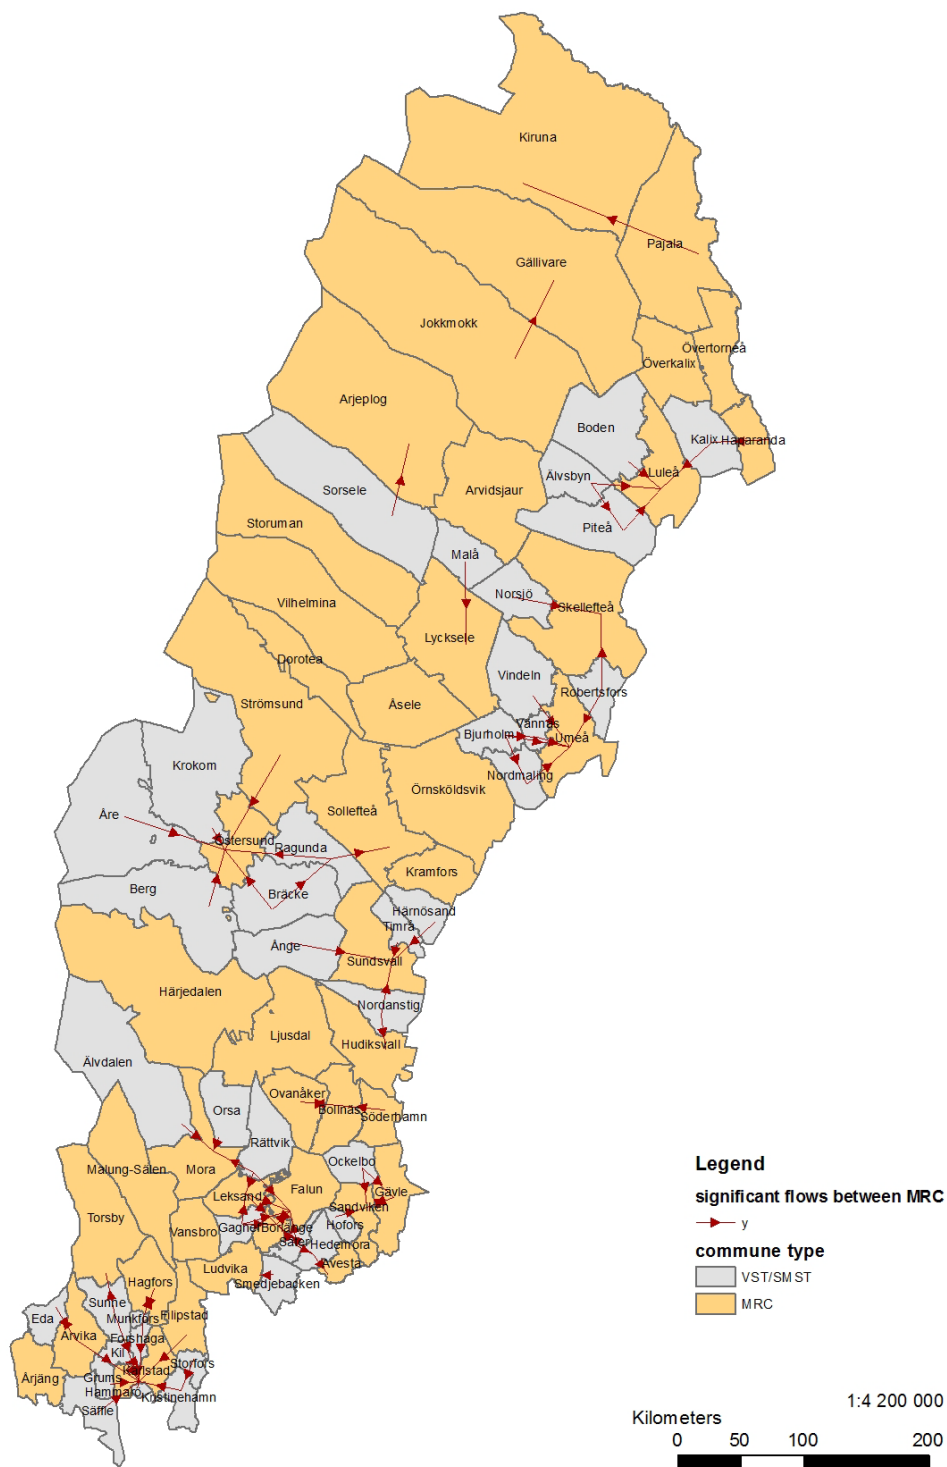 Kiruna
Pajala
Gällivare
Jokkmokk
Övertorneå
Överkalix
Arjeplog
Boden
Kalix
Haparanda
Luleå
Älvsbyn
Arvidsjaur
Sorsele
Piteå
Storuman
Malå
Norsjö
Skellefteå
Vilhelmina
Lycksele
Dorotea
Vindeln
Robertsfors
Strömsund
Åsele
Vännäs
Bjurholm
Umeå
Krokom
Nordmaling
Örnsköldsvik
Åre
Sollefteå
Östersund
Ragunda
Kramfors
Berg
Bräcke
Härnösand
Timrå
Ånge
Sundsvall
Härjedalen
Nordanstig
Ljusdal
Hudiksvall
Älvdalen
Ovanåker
Orsa
Bollnäs
Söderhamn
Rättvik
Malung-Sälen
Mora
Ockelbo
Leksand
Falun
Gävle
Sandviken
Torsby
Vansbro
Gagnef
Borlänge
Hofors
Säter
Hedemora
Avesta
Ludvika
Smedjebacken
Hagfors
Sunne
Eda
Munkfors
Filipstad
Arvika
Forshaga
Kil
Storfors
Årjäng
Karlstad
Grums
Hammarö
Kristinehamn
Säffle
Legend
significant flows between MRC
y
commune type
VST/SMST
MRC
1:4 200 000
Kilometers
0 50 100 200